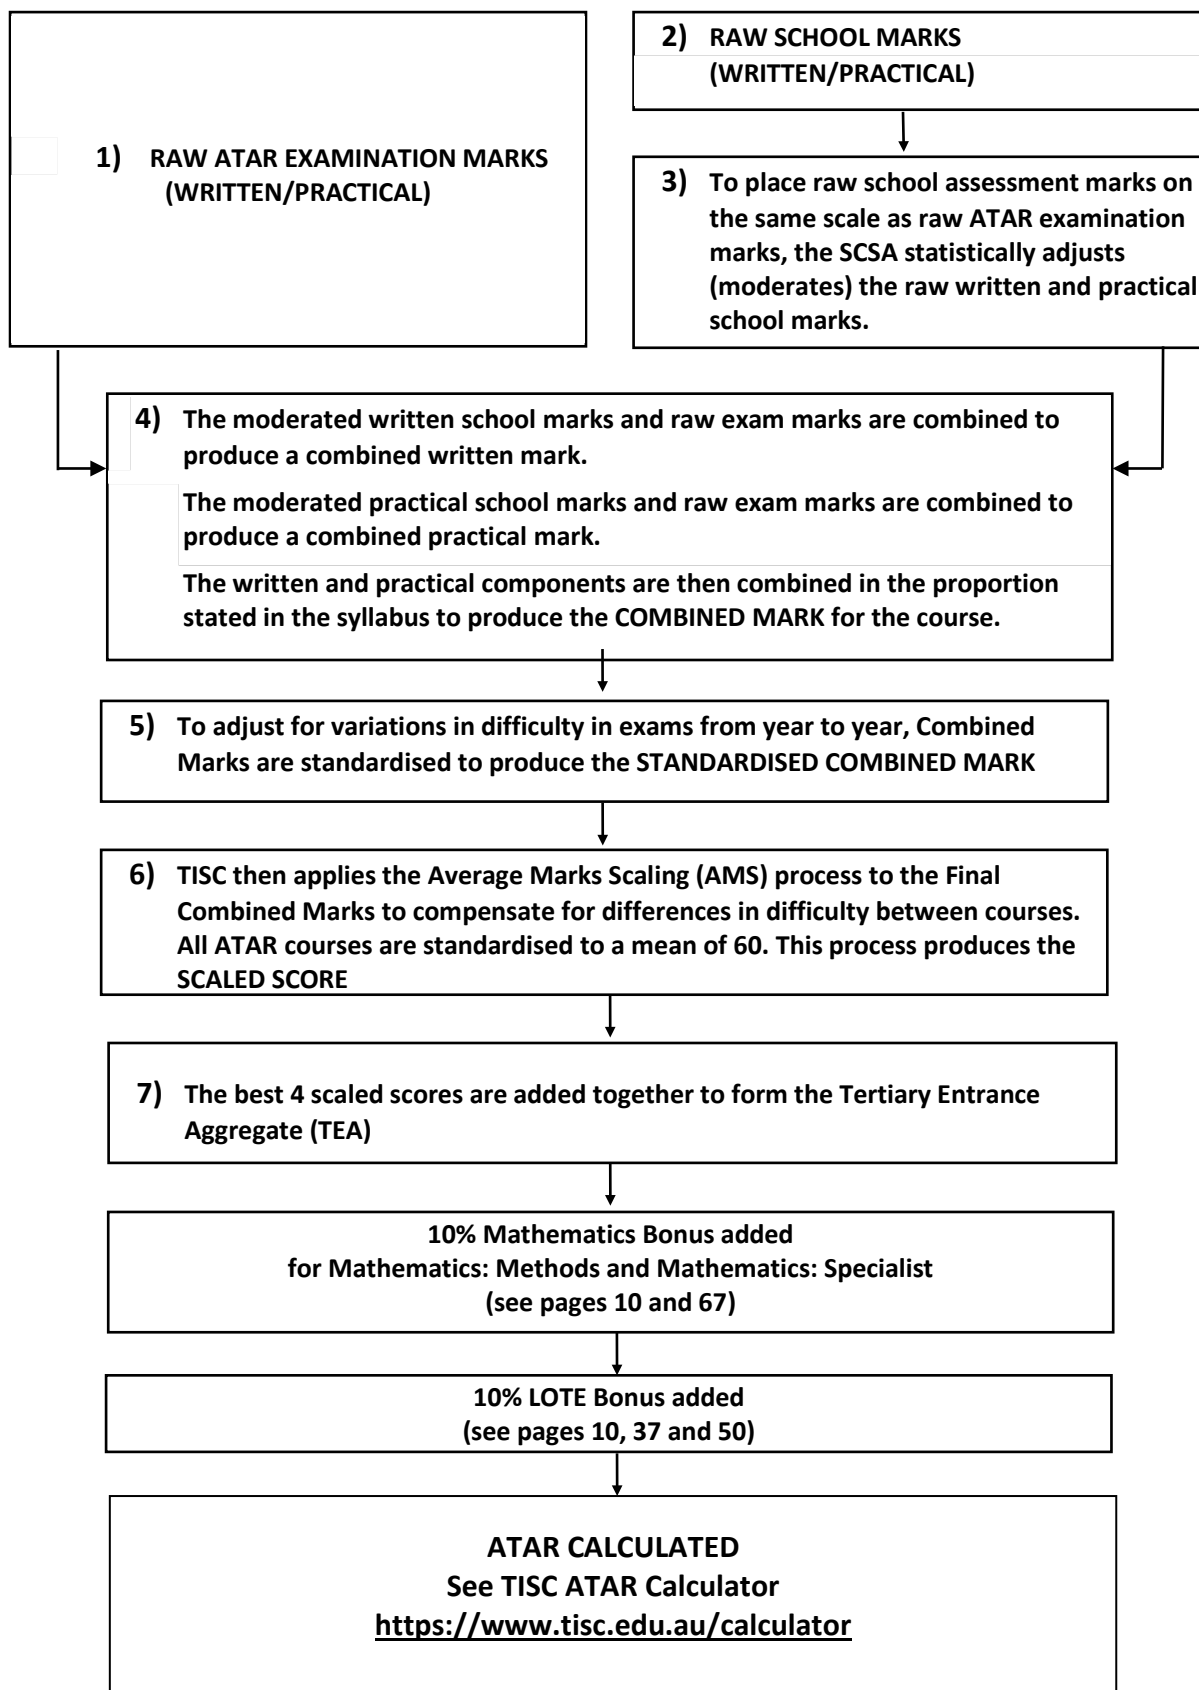 1) RAW ATAR EXAMINATION MARKS
(WRITTEN/PRACTICAL)
2) RAW SCHOOL MARKS
(WRITTEN/PRACTICAL)
3) To place raw school assessment marks on
the same scale as raw ATAR examination
marks, the SCSA statistically adjusts
(moderates) the raw written and practical
school marks.
4) The moderated written school marks and raw exam marks are combined to
produce a combined written mark.
The moderated practical school marks and raw exam marks are combined to
produce a combined practical mark.
The written and practical components are then combined in the proportion
stated in the syllabus to produce the COMBINED MARK for the course.
5) To adjust for variations in difficulty in exams from year to year, Combined
Marks are standardised to produce the STANDARDISED COMBINED MARK
6) TISC then applies the Average Marks Scaling (AMS) process to the Final
Combined Marks to compensate for differences in difficulty between courses.
All ATAR courses are standardised to a mean of 60. This process produces the
SCALED SCORE
7) The best 4 scaled scores are added together to form the Tertiary Entrance
Aggregate (TEA)
10% Mathematics Bonus added
for Mathematics: Methods and Mathematics: Specialist
(see pages 10 and 67)
10% LOTE Bonus added
(see pages 10, 37 and 50)
ATAR CALCULATED
See TISC ATAR Calculator
https://www.tisc.edu.au/calculator